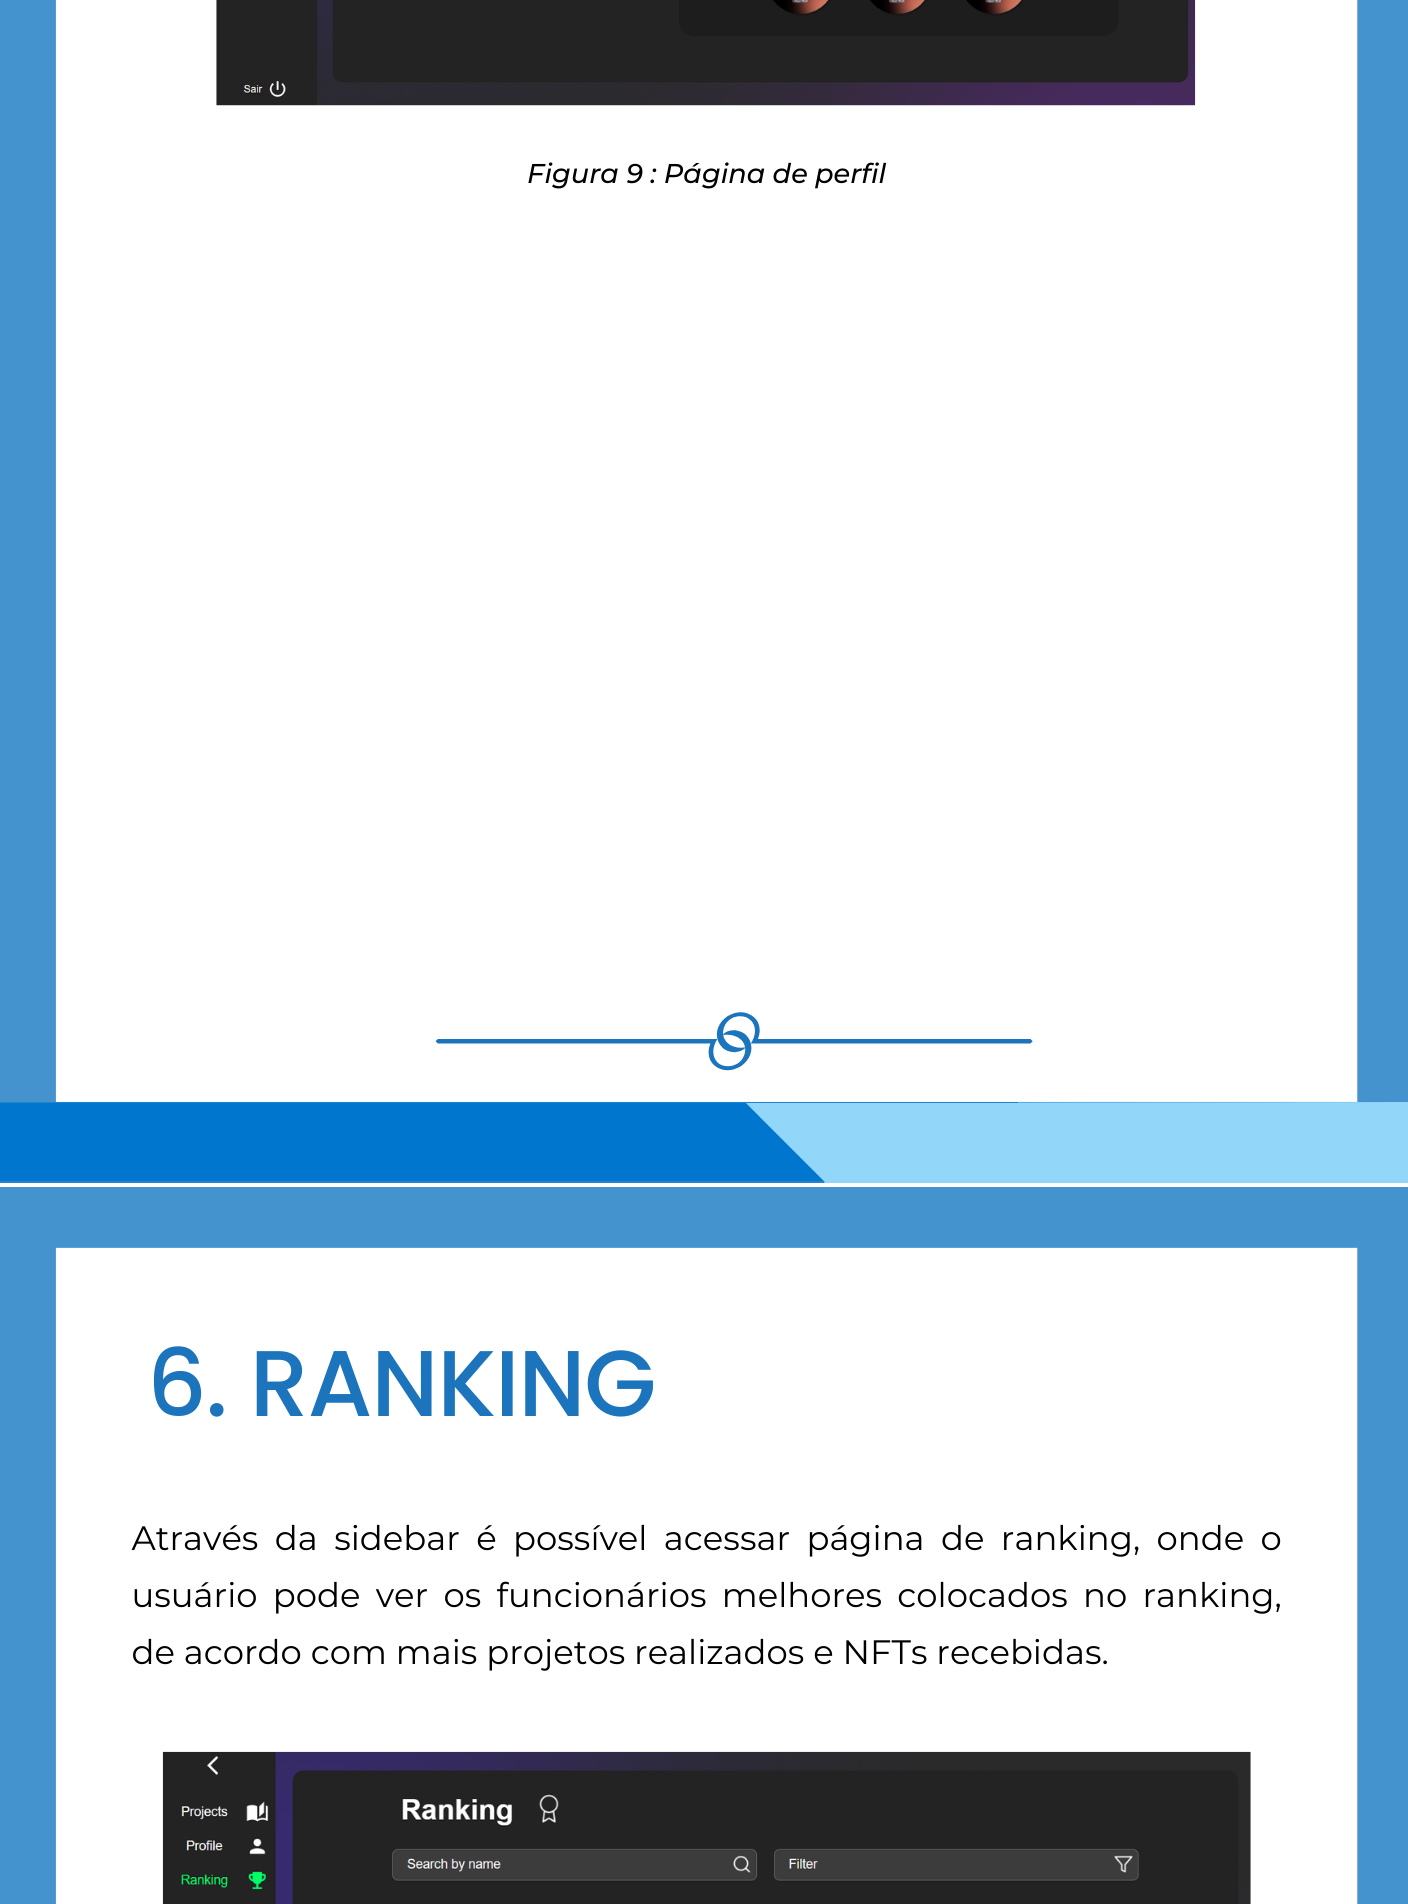 Sair
Figura 9 : Página de perfil
6. RANKING
Através da sidebar é possível acessar página de ranking, onde o
usuário pode ver os funcionários melhores colocados no ranking,
de acordo com mais projetos realizados e NFTs recebidas.
Projects
Profile
Ranking
Ranking
Search by name
Filter